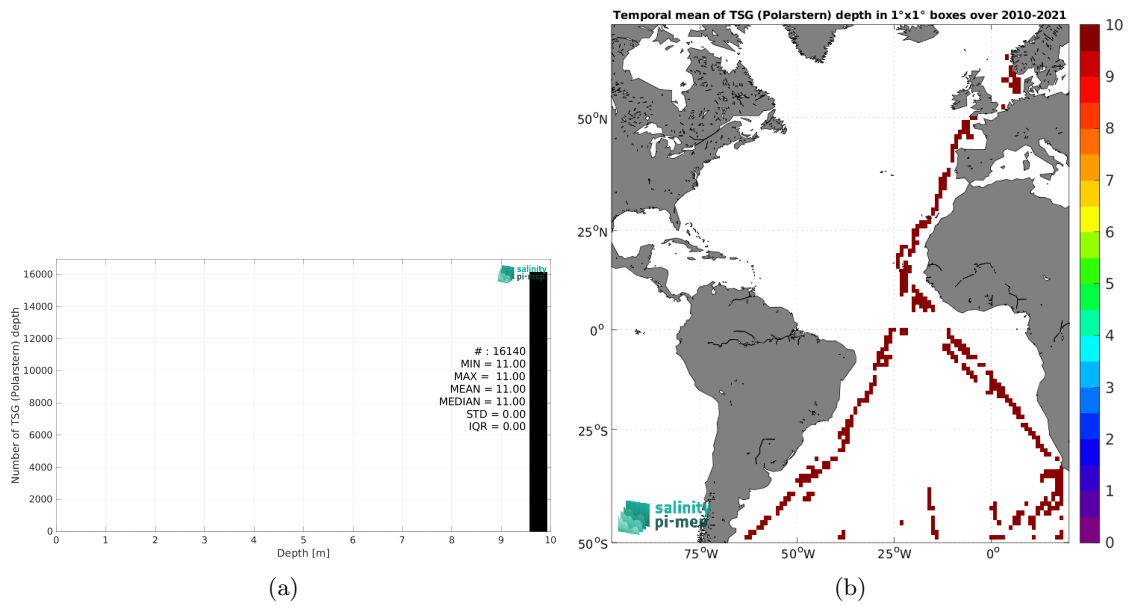 Temporal mean of TSG (Polarstern) depth in 1°x1° boxes over 2010-2021
Number of TSG (Polarstern) depth
16000
14000
12000
10000
8000
6000
4000
2000
0
salinity
pi-mep
# : 16140
MIN = 11.00
MAX = 11.00
MEAN = 11.00
MEDIAN = 11.00
STD = 0.00
IQR = 0.00
0 1 2 3 4 5 6 7 8 9 10
Depth [m]
(a)
50°N
25°N
0°
25°S
50°S
75°W 50°W 25°W 0°
salinity
pi-mep
10
9
8
7
6
5
4
3
2
1
0
(b)